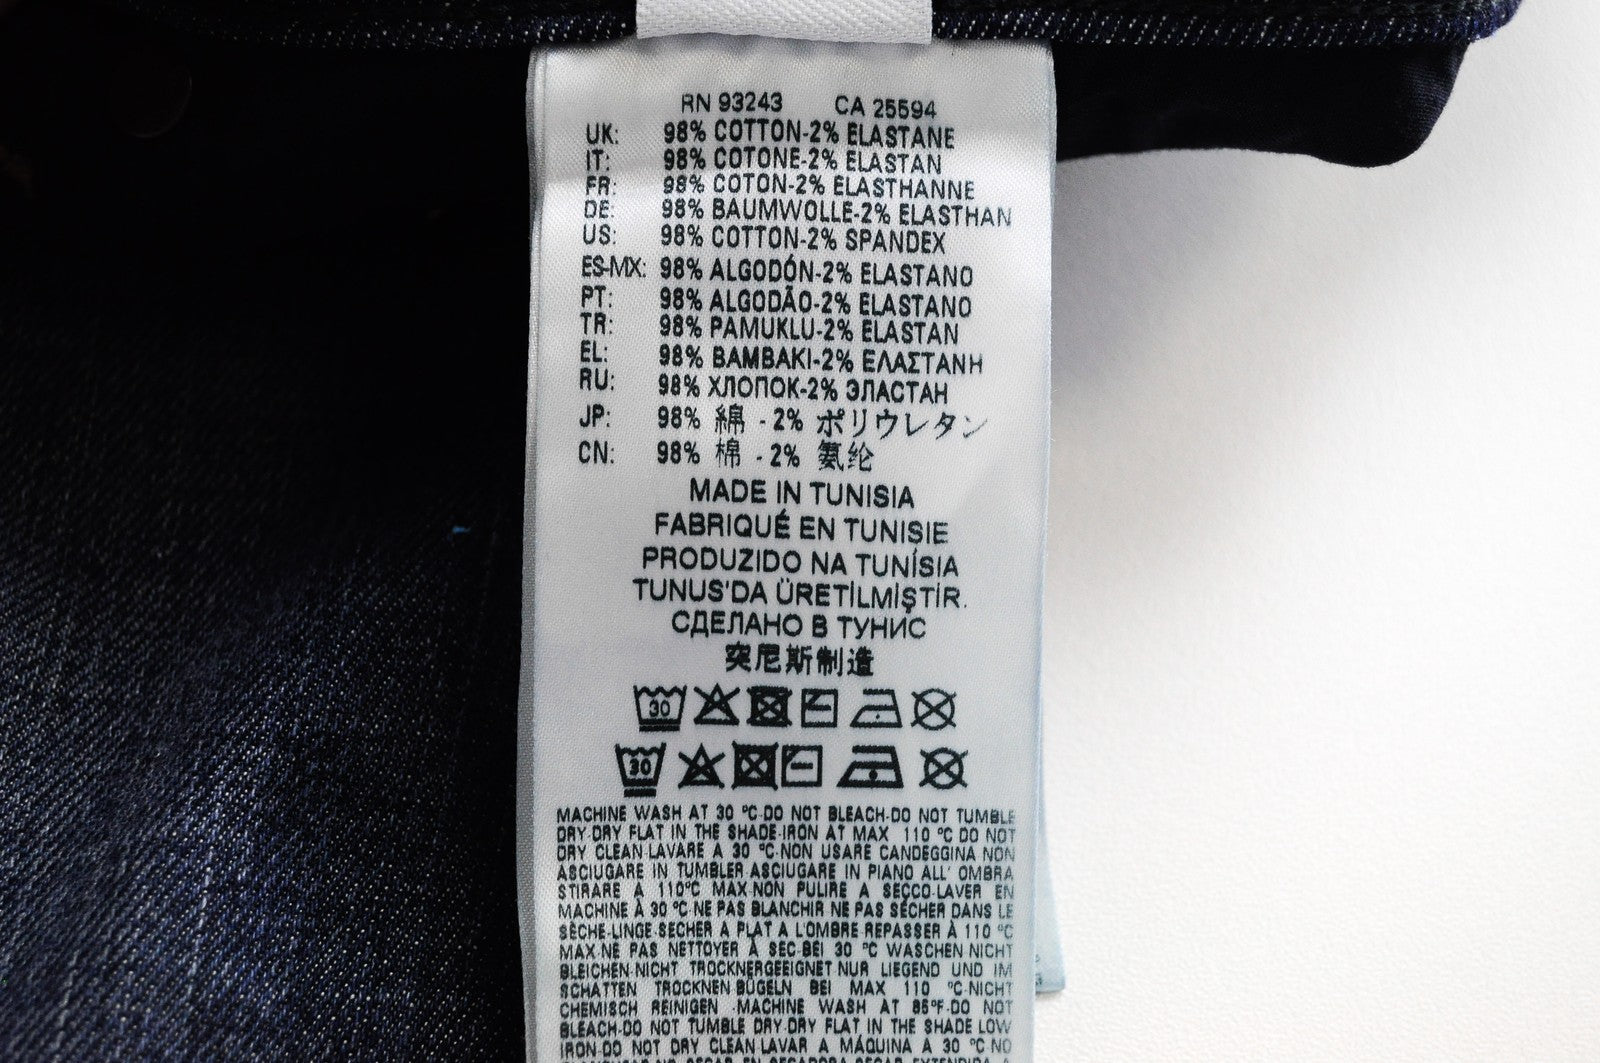 RN 93243 CA 25594
UK: 98% COTTON-2% ELASTANE
IT: 98% COTONE-2% ELASTAN
FR: 98% COTON-2% ELASTHANNE
DE: 98% BAUMWOLLE-2% ELASTHAN
US: 98% COTTON-2% SPANDEX
ES-MX: 98% ALGODÓN-2% ELASTANO
PT: 98% ALGODÃO-2% ELASTANO
TR: 98% PAMUKLU-2% ELASTAN
EL: 98% ΒΑΜΒΑΚΙ-2% ΕΛΑΣΤΑΝΗ
RU: 98% ХЛОПОК-2% ЭЛАСТАН
JP: 98% 綿 - 2% ポリウレタン
CN: 98% 棉 - 2% 氨纶
MADE IN TUNISIA
FABRIQUÉ EN TUNISIE
PRODUZIDO NA TUNÍSIA
TUNUS'DA ÜRETİLMİŞTİR.
СДЕЛАНО В ТУНИС
突尼斯制造
30
30
MACHINE WASH AT 30 °C-DO NOT BLEACH-DO NOT TUMBLE
DRY-DRY FLAT IN THE SHADE-IRON AT MAX 110 °C DO NOT
DRY CLEAN-LAVARE A 30 °C-NON USARE CANDEGGINA NON
ASCIUGARE IN TUMBLER ASCIUGARE IN PIANO ALL' OMBRA
STIRARE A 110°C MAX-NON PULIRE A SECCO-LAVER EN
MACHINE À 30 °C NE PAS BLANCHIR NE PAS SÉCHER DANS LE
SÈCHE-LINGE-SECHER A PLAT A L'OMBRE REPASSER À 110 °C
MAX-NE PAS NETTOYER À SEC-BEI 30 °C WASCHEN-NICHT
BLEICHEN-NICHT TROCKNERGEEIGNET-NUR LIEGEND UND IM
SCHATTEN TROCKNEN-BÜGELN BEI MAX 110 °C-NICHT
CHEMISCH REINIGEN MACHINE WASH AT 86°F-DO NOT
BLEACH-DO NOT TUMBLE DRY-DRY FLAT IN THE SHADE LOW
IRON-DO NOT DRY CLEAN-LAVAR A MÁQUINA A 30 °C-NO